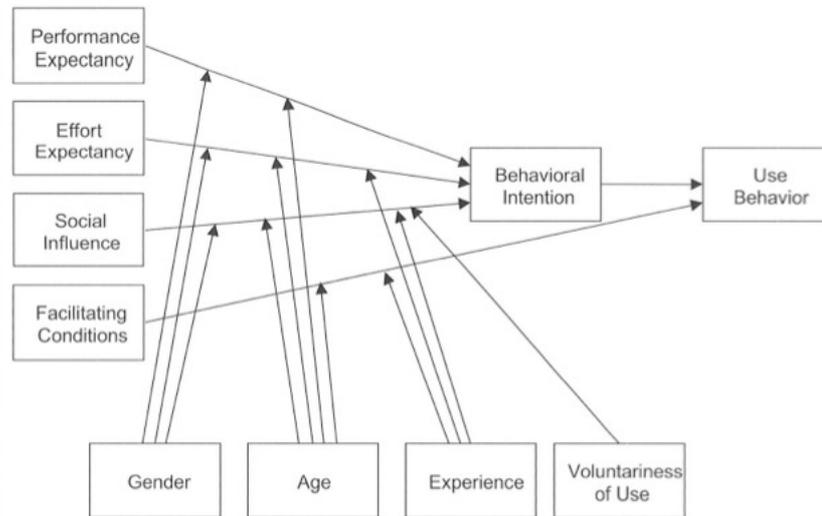 Performance
Expectancy
Effort
Expectancy
Social
Influence
Facilitating
Conditions
Behavioral
Intention
Use
Behavior
Gender
Age
Experience
Voluntariness
of Use